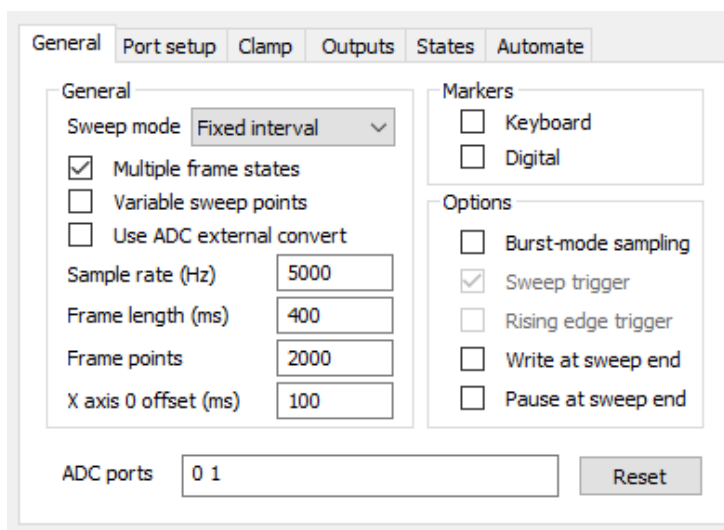 General Port setup Clamp Outputs States Automate
General
Sweep mode Fixed interval
Multiple frame states
Variable sweep points
Use ADC external convert
Sample rate (Hz) 5000
Frame length (ms) 400
Frame points 2000
X axis 0 offset (ms) 100
Markers
Keyboard
Digital
Options
Burst-mode sampling
Sweep trigger
Rising edge trigger
Write at sweep end
Pause at sweep end
ADC ports 0 1 Reset